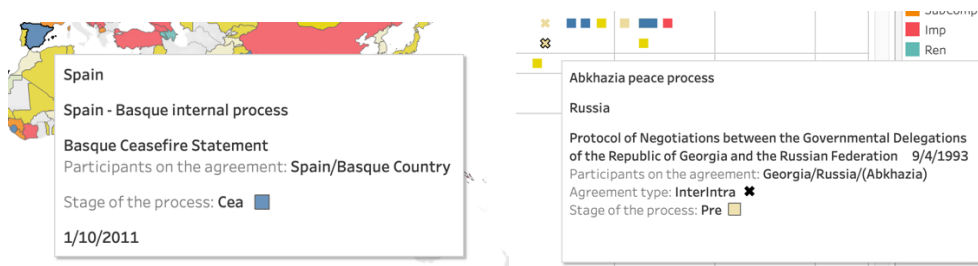 Spain
Spain - Basque internal process
Basque Ceasefire Statement
Participants on the agreement: Spain/Basque Country
Stage of the process: Cea
1/10/2011
SubComp
Imp
Ren
Abkhazia peace process
Russia
Protocol of Negotiations between the Governmental Delegations
of the Republic of Georgia and the Russian Federation 9/4/1993
Participants on the agreement: Georgia/Russia/(Abkhazia)
Agreement type: InterIntra ✖
Stage of the process: Pre